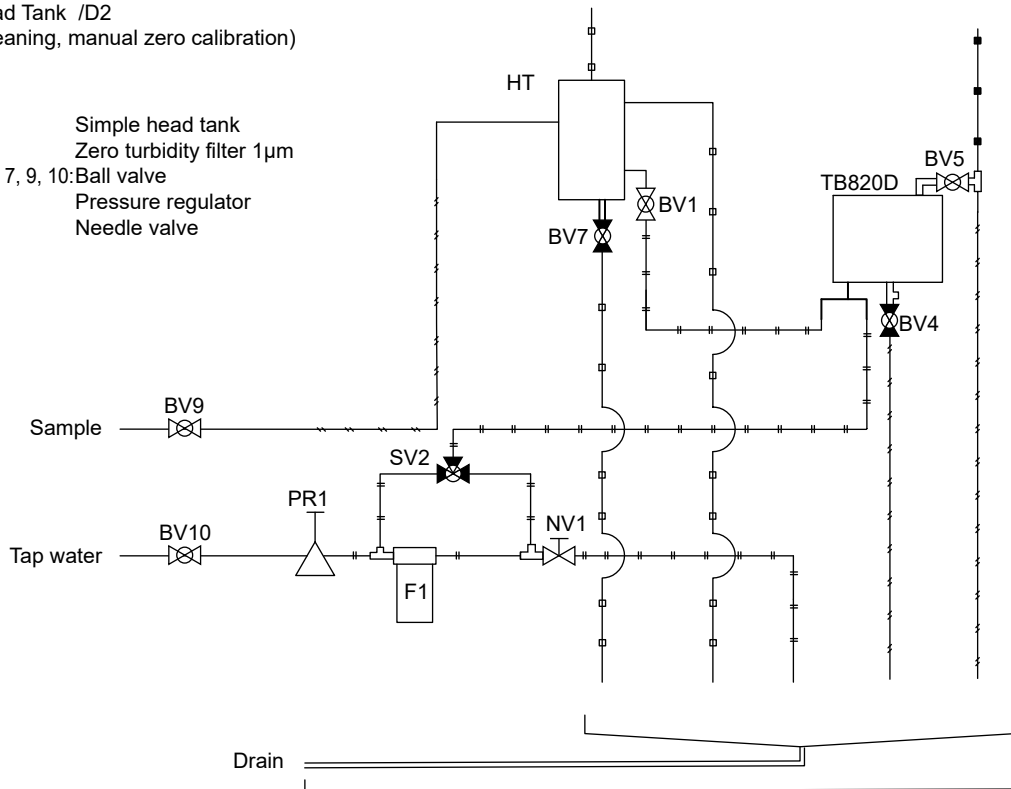 ad Tank /D2
eaning, manual zero calibration)
Simple head tank
Zero turbidity filter 1µm
7, 9, 10:Ball valve
Pressure regulator
Needle valve
HT
BV5
TB820D
BV1
BV7
BV4
BV9
Sample
SV2
PR1
NV1
BV10
Tap water
F1
Drain